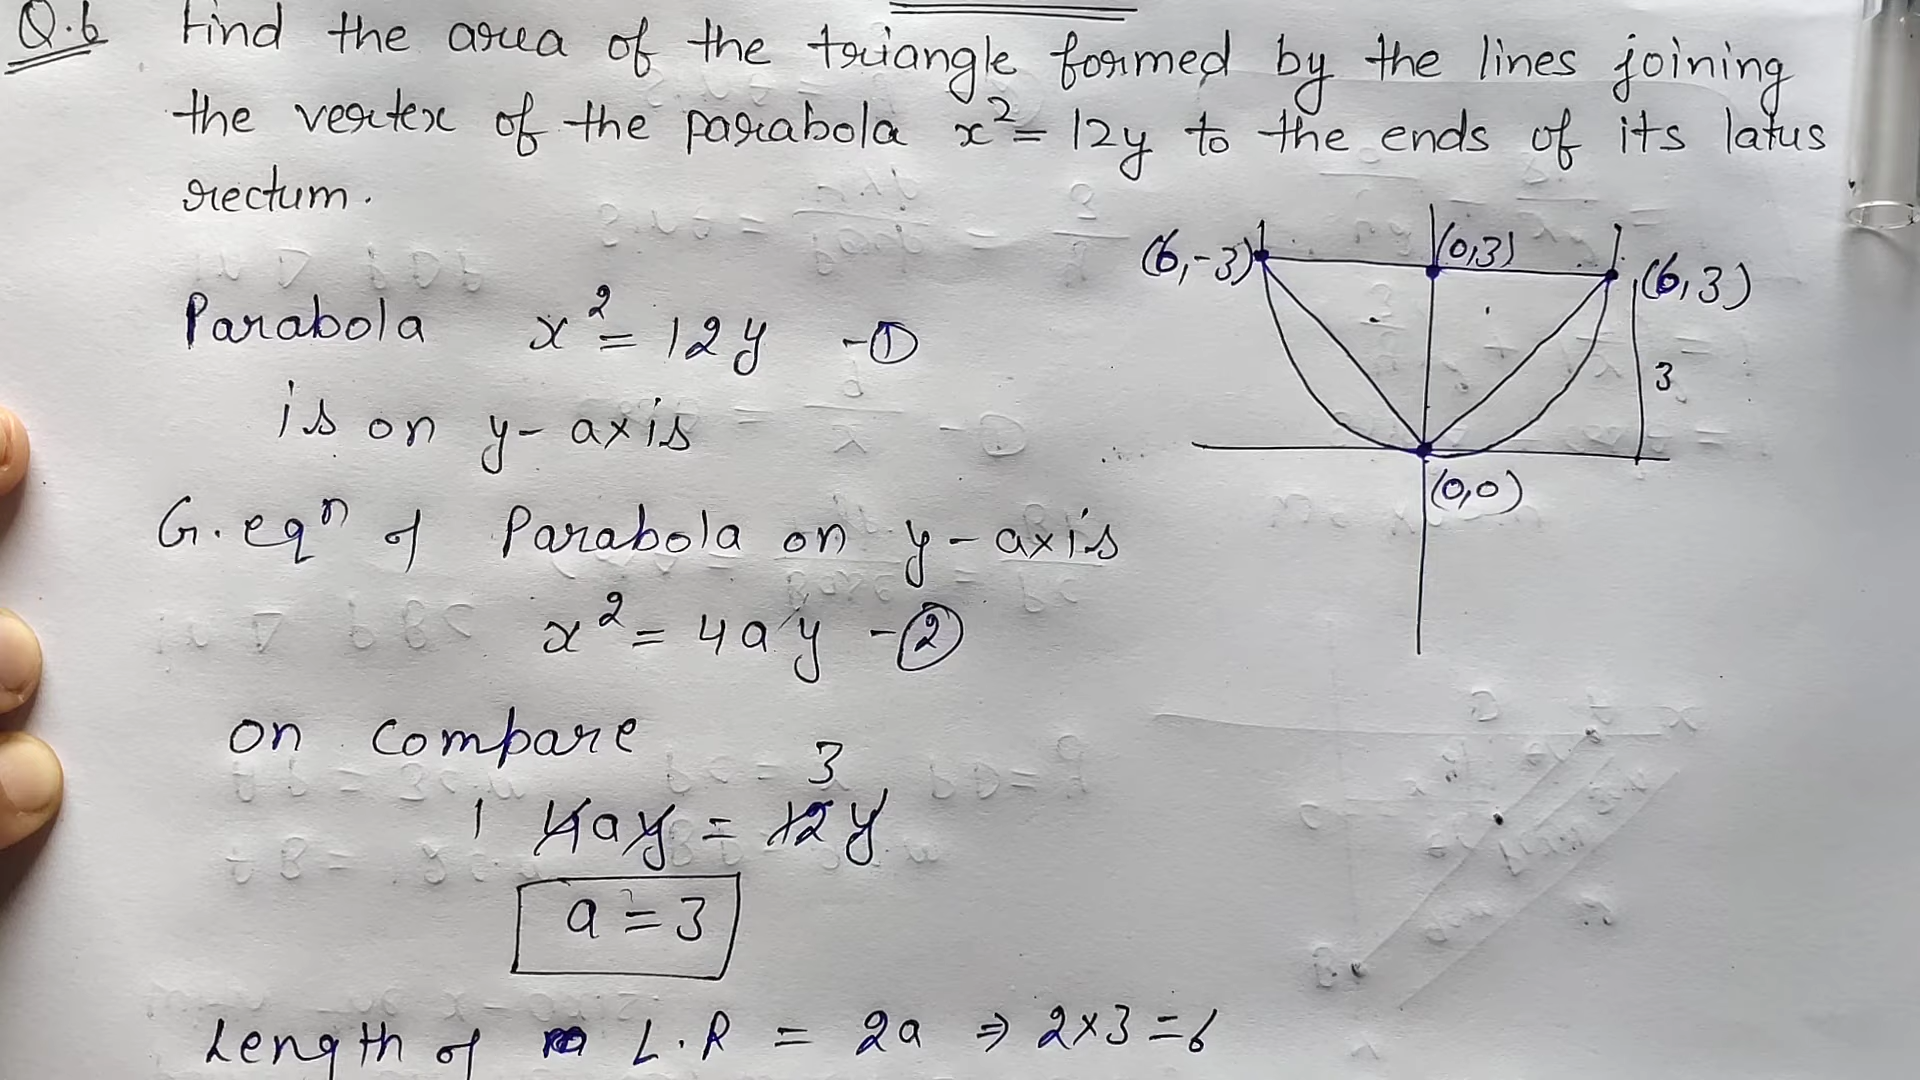 Q.6 Find the area of the triangle formed by the lines joining
the vertex of the parabola x² = 12y to the ends of its latus
rectum.
(6,-3) (0,3) (6,3)
3
(0,0)
Parabola x² = 12y -①
is on y-axis
G. eqⁿ of Parabola on y-axis
x² = 4ay -②
on compare
3
1 4ay = 12y
a = 3
Length of L.R = 2a ⇒ 2×3 = 6